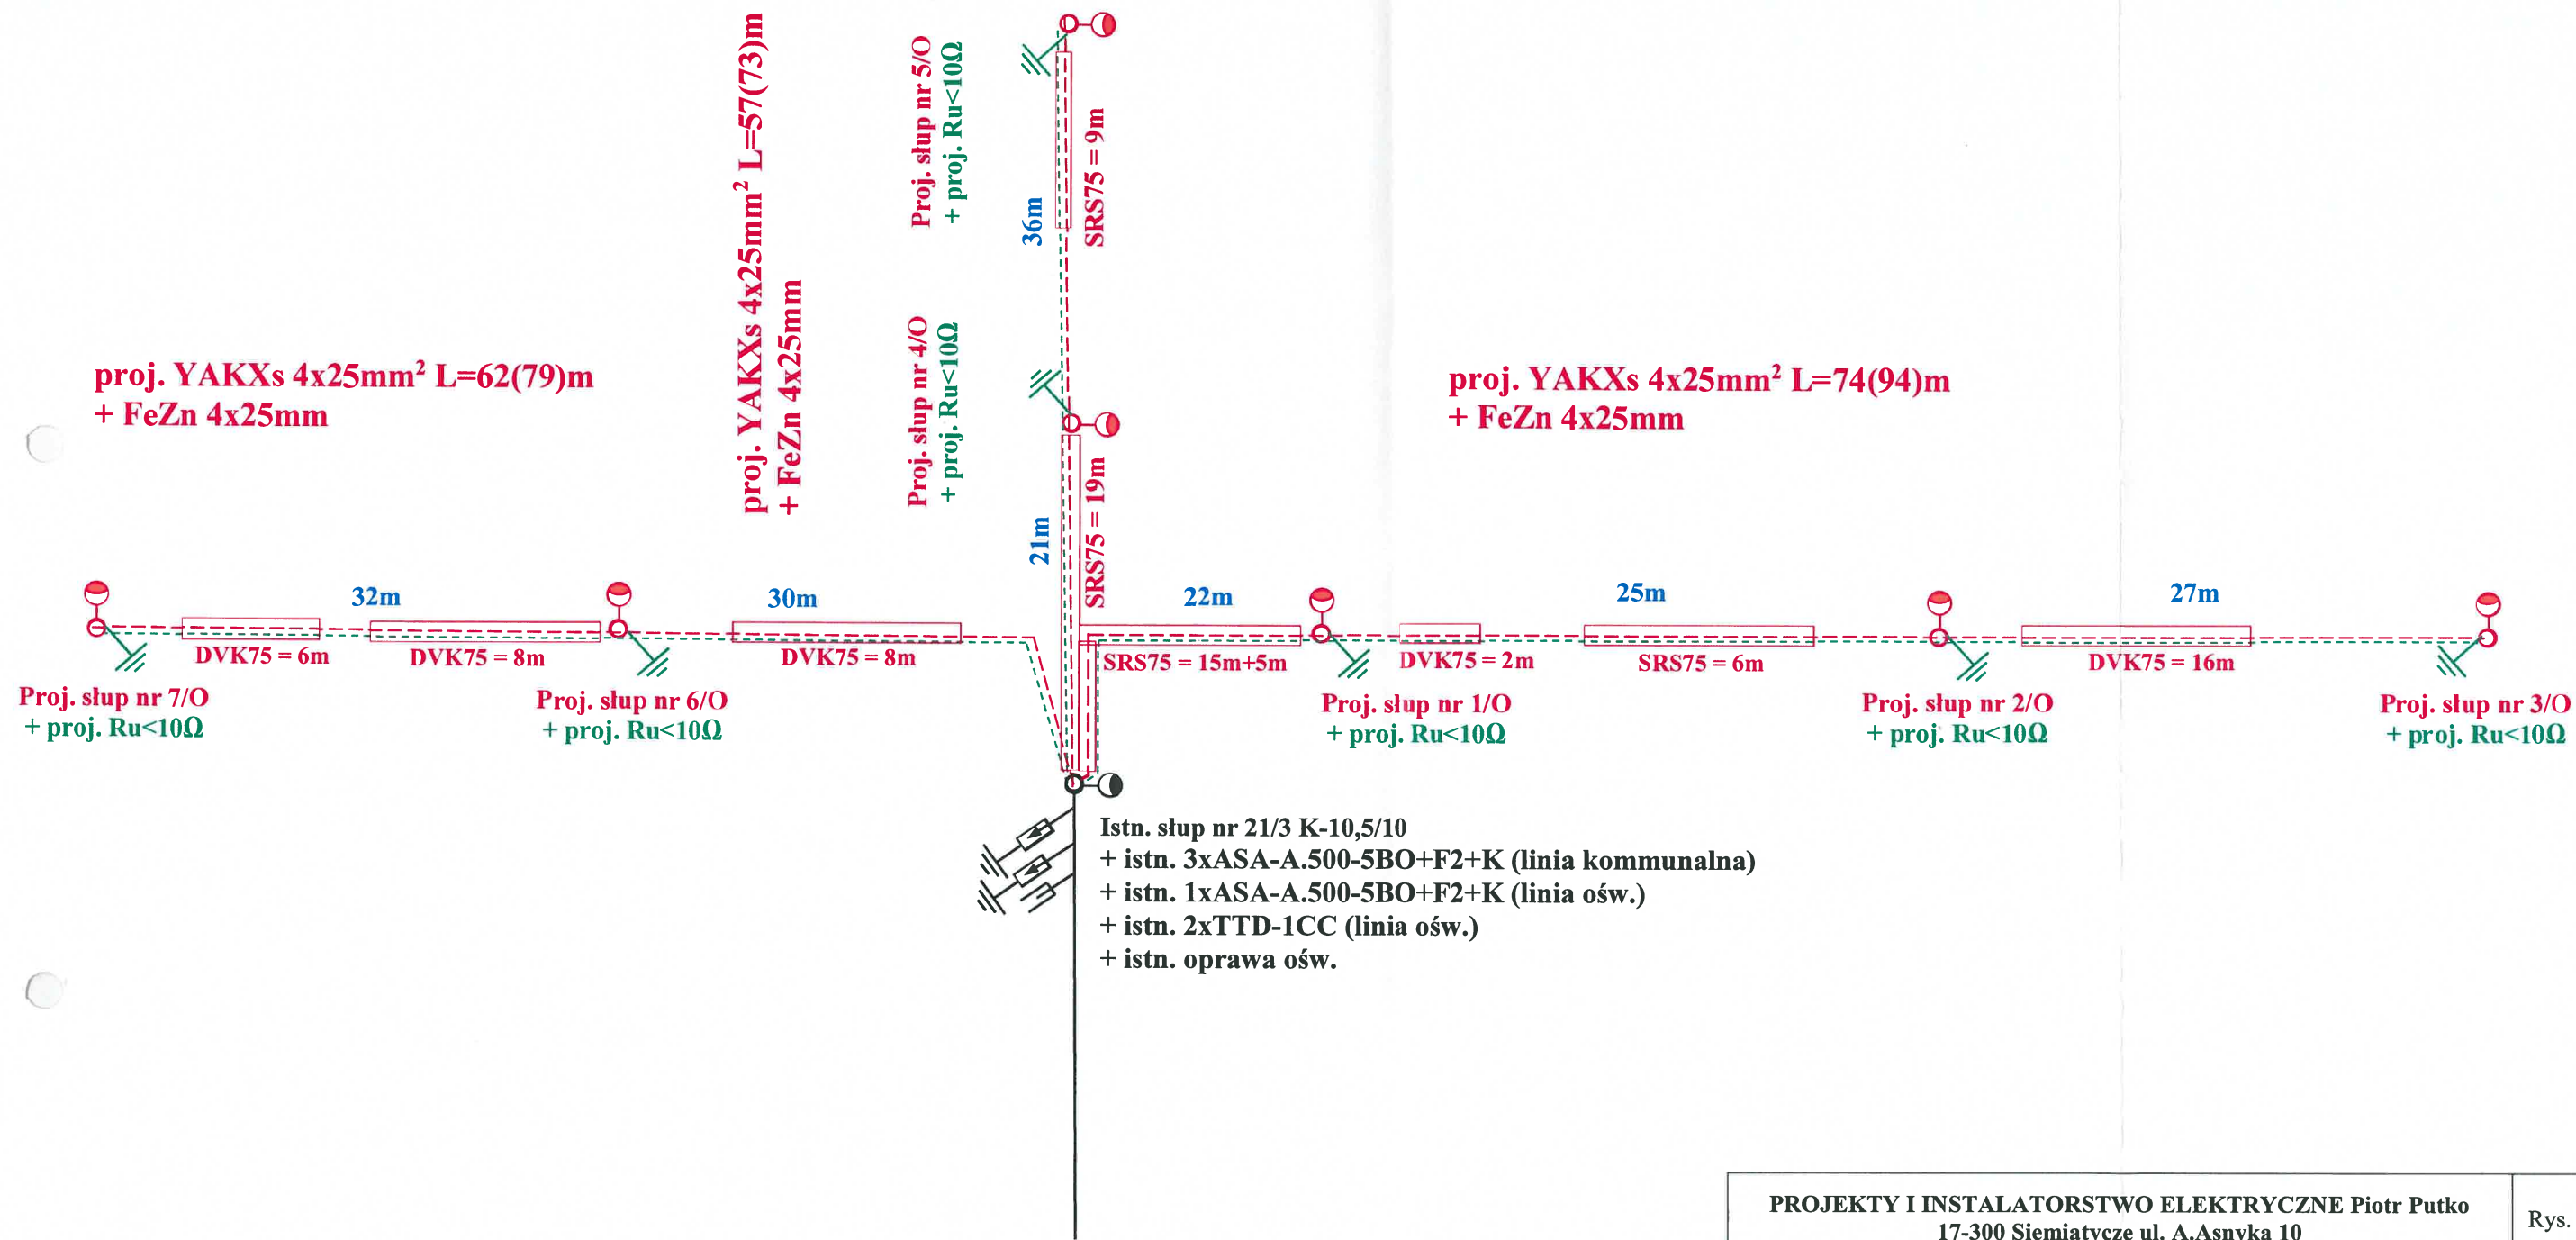 proj. YAKXs 4x25mm² L=62(79)m
+ FeZn 4x25mm
proj. YAKXs 4x25mm² L=57(73)m
+ FeZn 4x25mm
Proj. słup nr 5/O
+ proj. Ru<10Ω
36m
SRS75 = 9m
Proj. słup nr 4/O
+ proj. Ru<10Ω
21m
SRS75 = 19m
proj. YAKXs 4x25mm² L=74(94)m
+ FeZn 4x25mm
32m
30m
22m
25m
27m
DVK75 = 6m
DVK75 = 8m
DVK75 = 8m
SRS75 = 15m+5m
DVK75 = 2m
SRS75 = 6m
DVK75 = 16m
Proj. słup nr 7/O
+ proj. Ru<10Ω
Proj. słup nr 6/O
+ proj. Ru<10Ω
Proj. słup nr 1/O
+ proj. Ru<10Ω
Proj. słup nr 2/O
+ proj. Ru<10Ω
Proj. słup nr 3/O
+ proj. Ru<10Ω
Istn. słup nr 21/3 K-10,5/10
+ istn. 3xASA-A.500-5BO+F2+K (linia kommunalna)
+ istn. 1xASA-A.500-5BO+F2+K (linia ośw.)
+ istn. 2xTTD-1CC (linia ośw.)
+ istn. oprawa ośw.
PROJEKTY I INSTALATORSTWO ELEKTRYCZNE Piotr Putko
17-300 Siemiatycze ul. A.Asnyka 10
Rys.